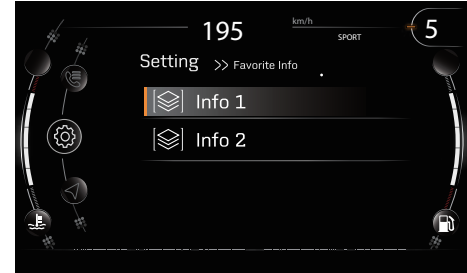 195
km/h
SPORT
5
Setting >> Favorite Info
Info 1
Info 2